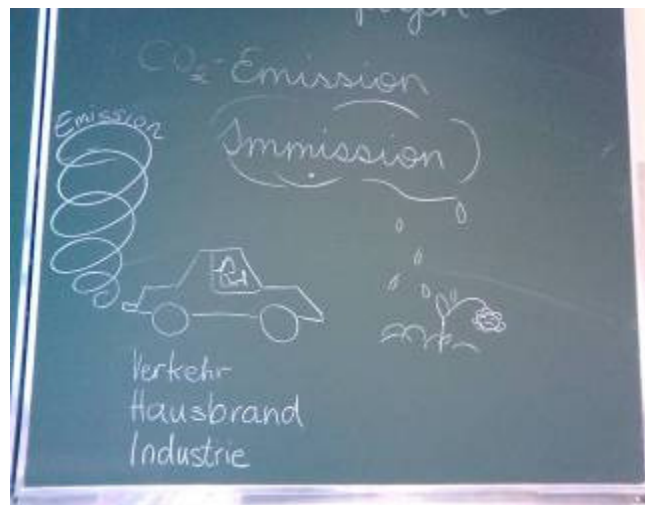 CO₂-Emission
Emission
Immission
Verkehr
Hausbrand
Industrie